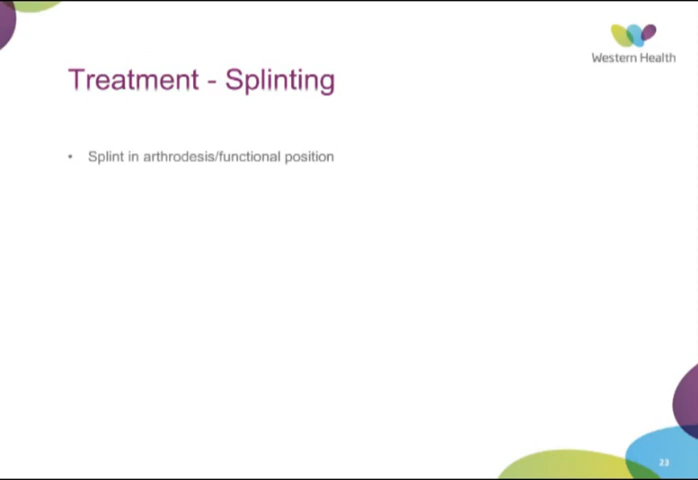 Western Health
Treatment - Splinting
• Splint in arthrodesis/functional position
23